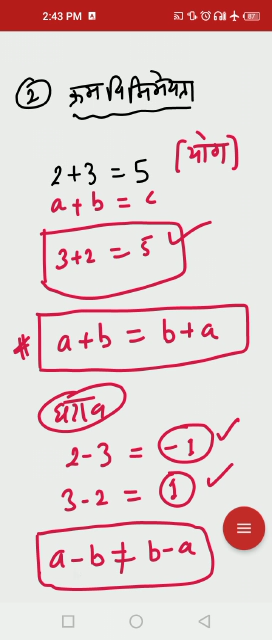 2:43 PM
② क्रमविनिमेयता
[योग]
2+3 = 5
a+b = c
3+2 = 5
* a+b = b+a
घटाव
2-3 = -1
3-2 = 1
a-b ≠ b-a